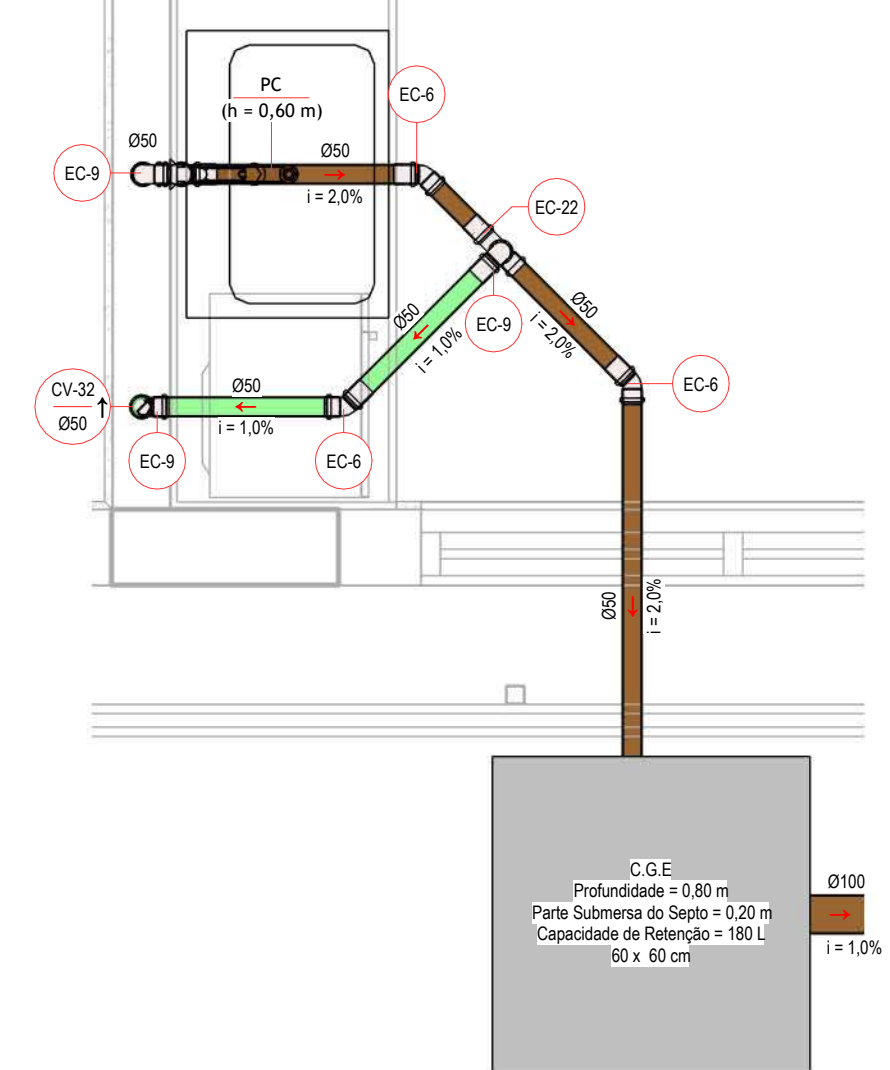 PC
(h = 0,60 m)
EC-6
Ø50
Ø50
EC-9
i = 2,0%
EC-22
Ø50
i = 2,0%
EC-9
Ø50
i = 1,0%
EC-6
CV-32
Ø50
Ø50
i = 1,0%
EC-9
EC-6
Ø50
i = 2,0%
C.G.E
Profundidade = 0,80 m
Parte Submersa do Septo = 0,20 m
Capacidade de Retenção = 180 L
60 x 60 cm
Ø100
i = 1,0%